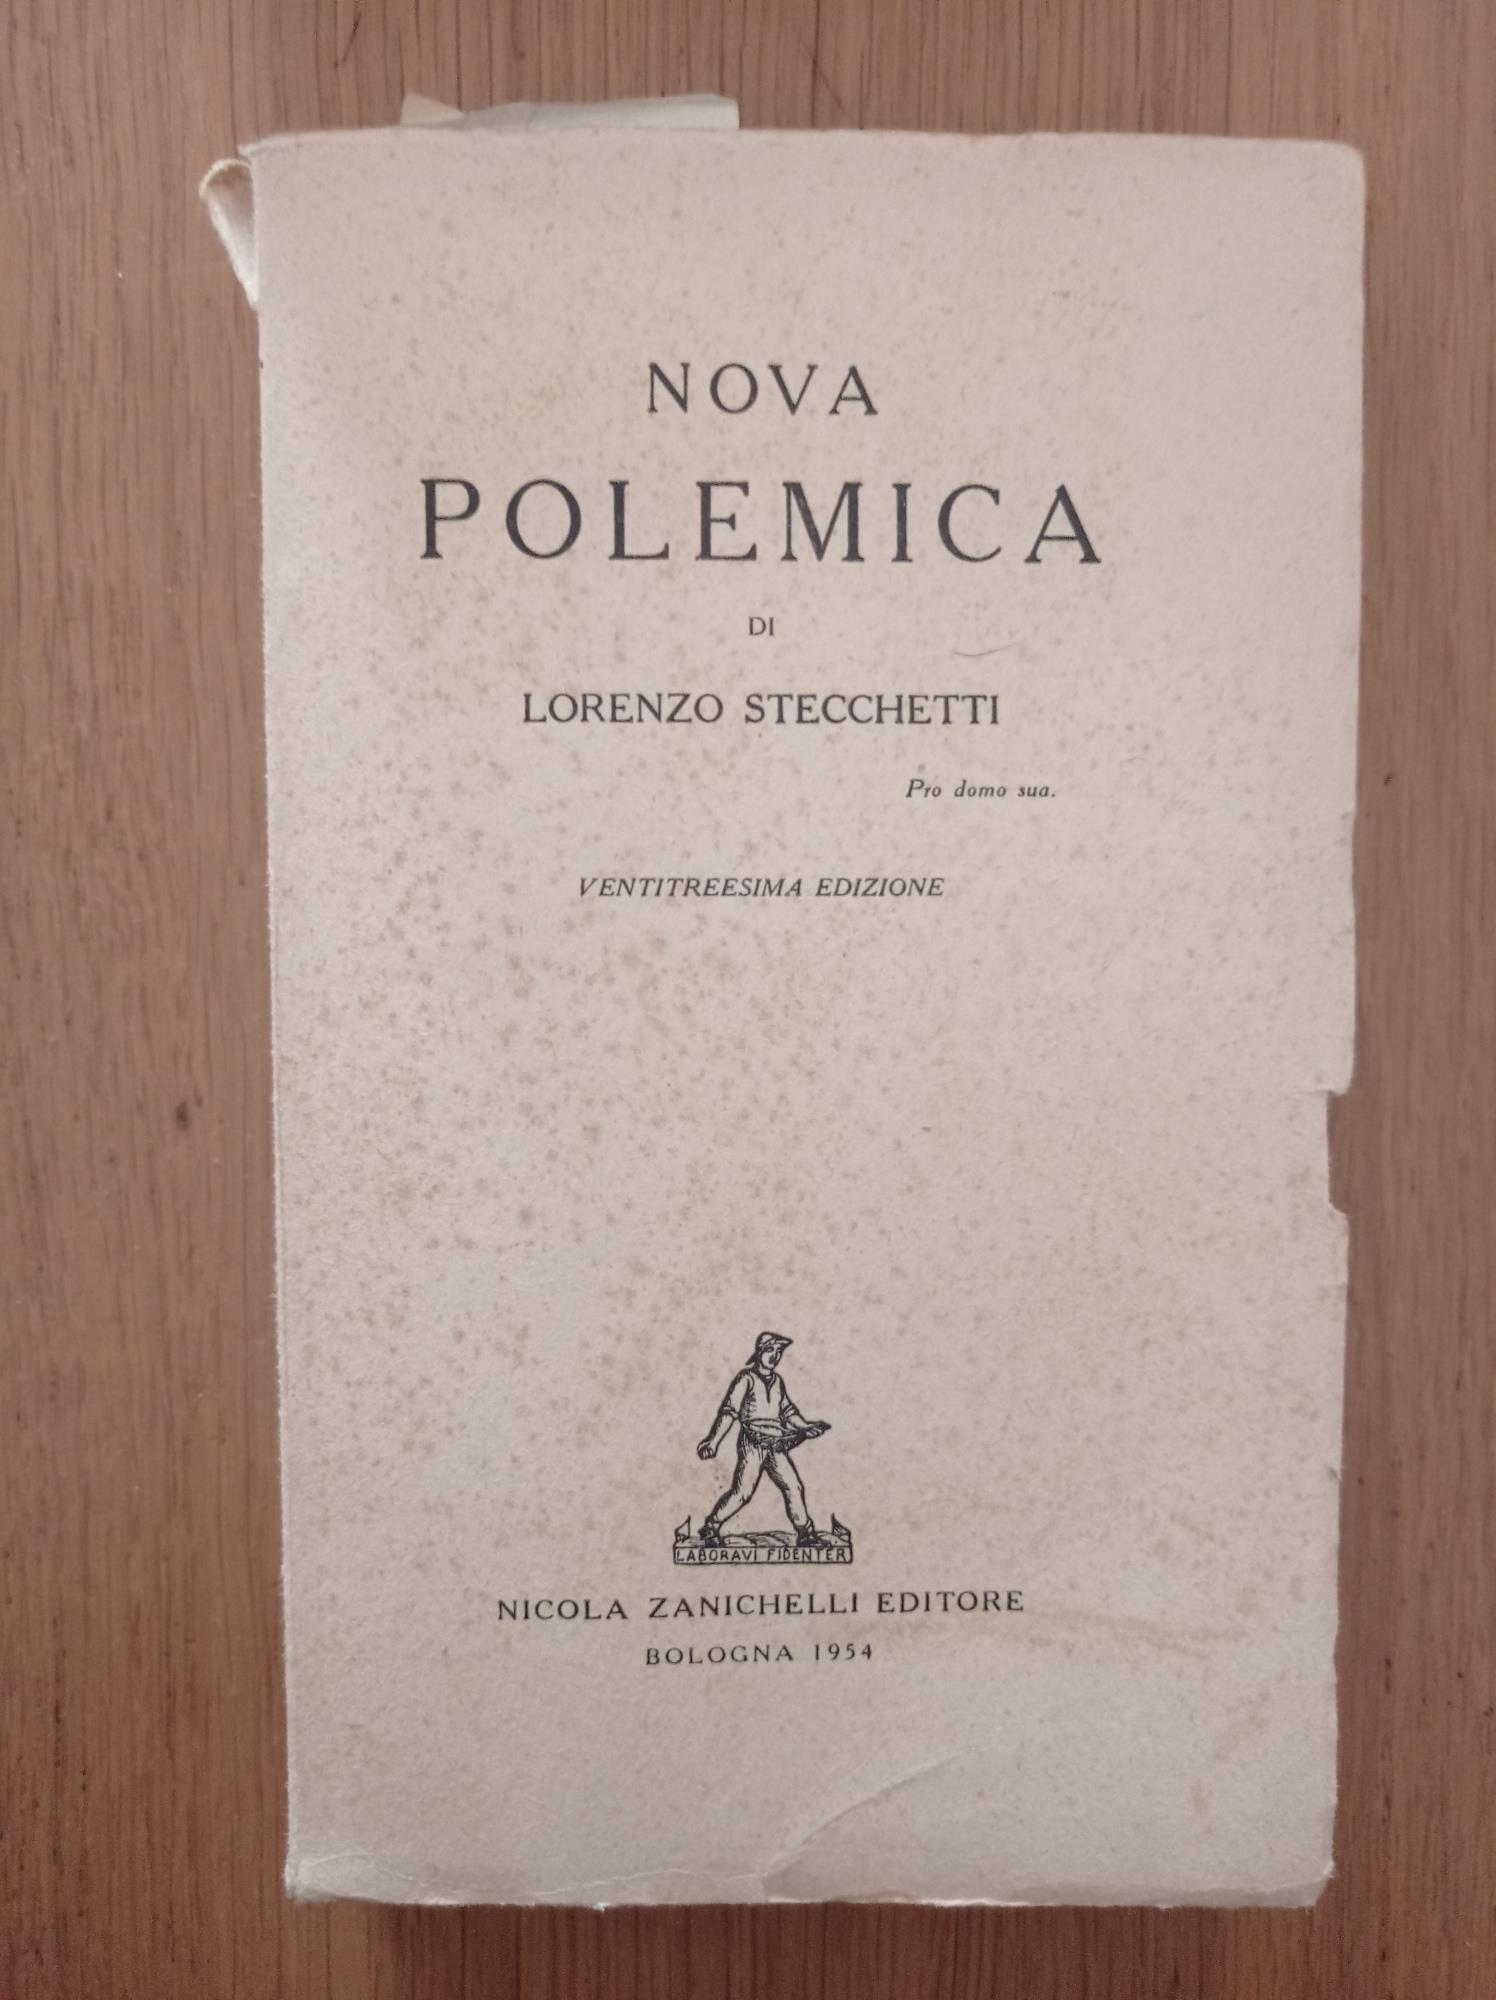 NOVA
POLEMICA
DI
LORENZO STECCHETTI
Pro domo sua.
VENTITREESIMA EDIZIONE
LABORAVI FIDENTER
NICOLA ZANICHELLI EDITORE
BOLOGNA 1954